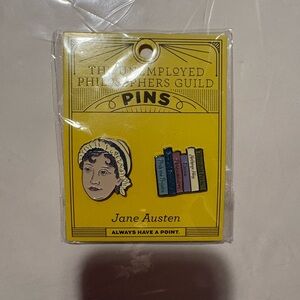 THE UNEMPLOYED
PHILOSOPHERS GUILD
PINS
Jane Austen
ALWAYS HAVE A POINT.